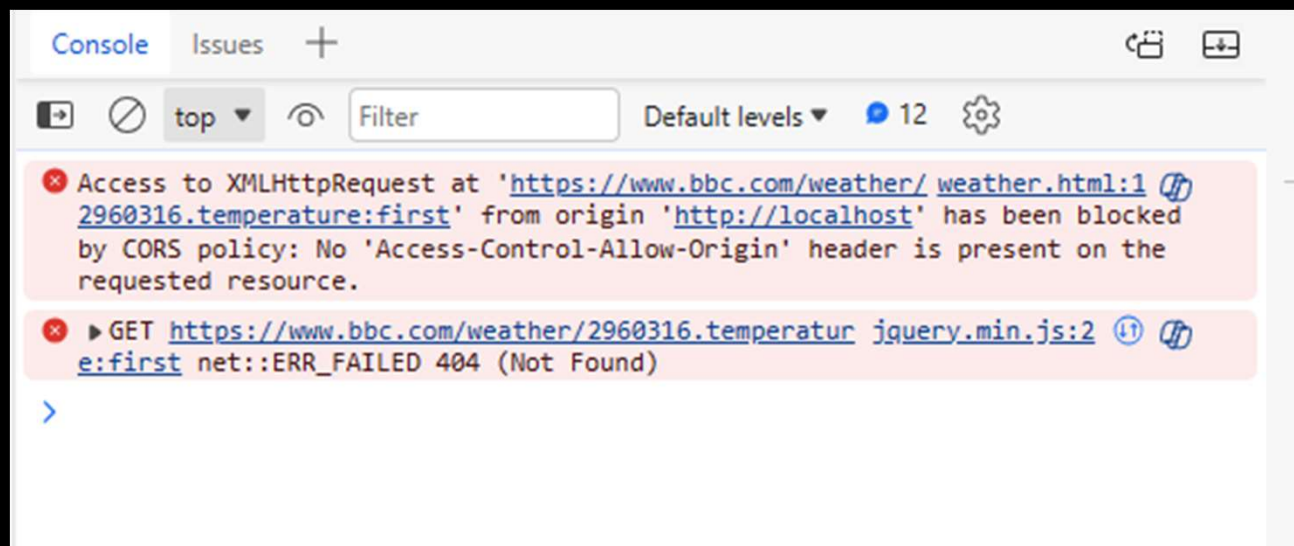 Console Issues
top Filter Default levels 12
Access to XMLHttpRequest at 'https://www.bbc.com/weather/ weather.html:1
2960316.temperature:first' from origin 'http://localhost' has been blocked
by CORS policy: No 'Access-Control-Allow-Origin' header is present on the
requested resource.
GET https://www.bbc.com/weather/2960316.temperatur jquery.min.js:2
e:first net::ERR_FAILED 404 (Not Found)